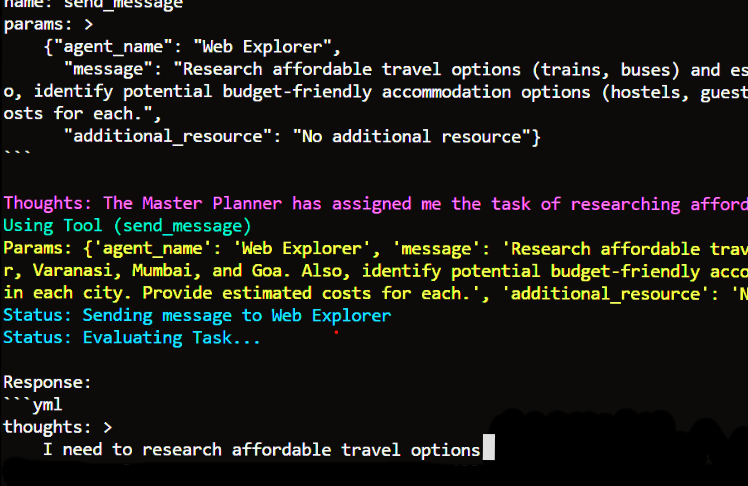 name: send_message
params: >
    {"agent_name": "Web Explorer",
      "message": "Research affordable travel options (trains, buses) and es
o, identify potential budget-friendly accommodation options (hostels, guest
osts for each.",
      "additional_resource": "No additional resource"}
```
Thoughts: The Master Planner has assigned me the task of researching afford
Using Tool (send_message)
Params: {'agent_name': 'Web Explorer', 'message': 'Research affordable trav
r, Varanasi, Mumbai, and Goa. Also, identify potential budget-friendly acco
in each city. Provide estimated costs for each.', 'additional_resource': 'N
Status: Sending message to Web Explorer
Status: Evaluating Task...
Response:
```yml
thoughts: >
    I need to research affordable travel options